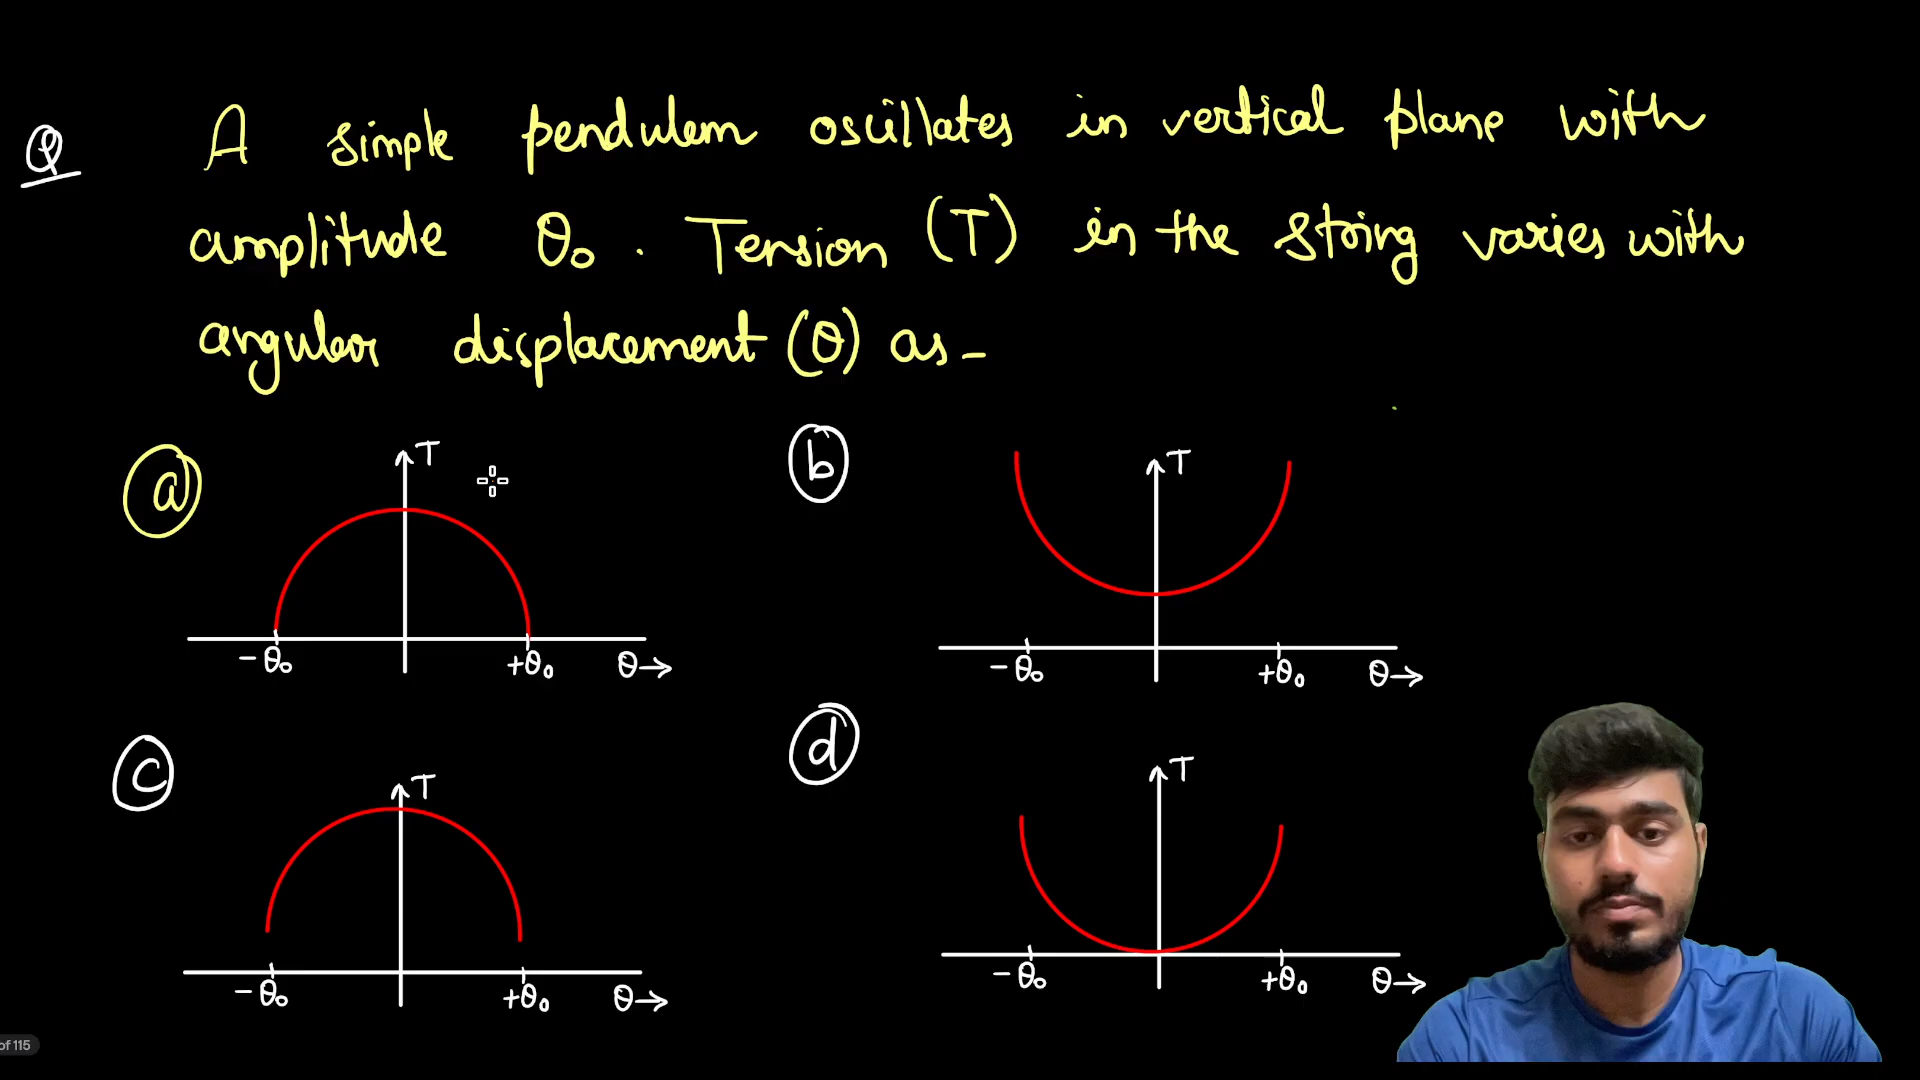 Q A simple pendulem oscillates in vertical plane with
amplitude θ₀. Tension (T) in the string varies with
angular displacement (θ) as -
a T -θ₀ +θ₀ θ→
b T -θ₀ +θ₀ θ→
c T -θ₀ +θ₀ θ→
d T -θ₀ +θ₀ θ→
of 115